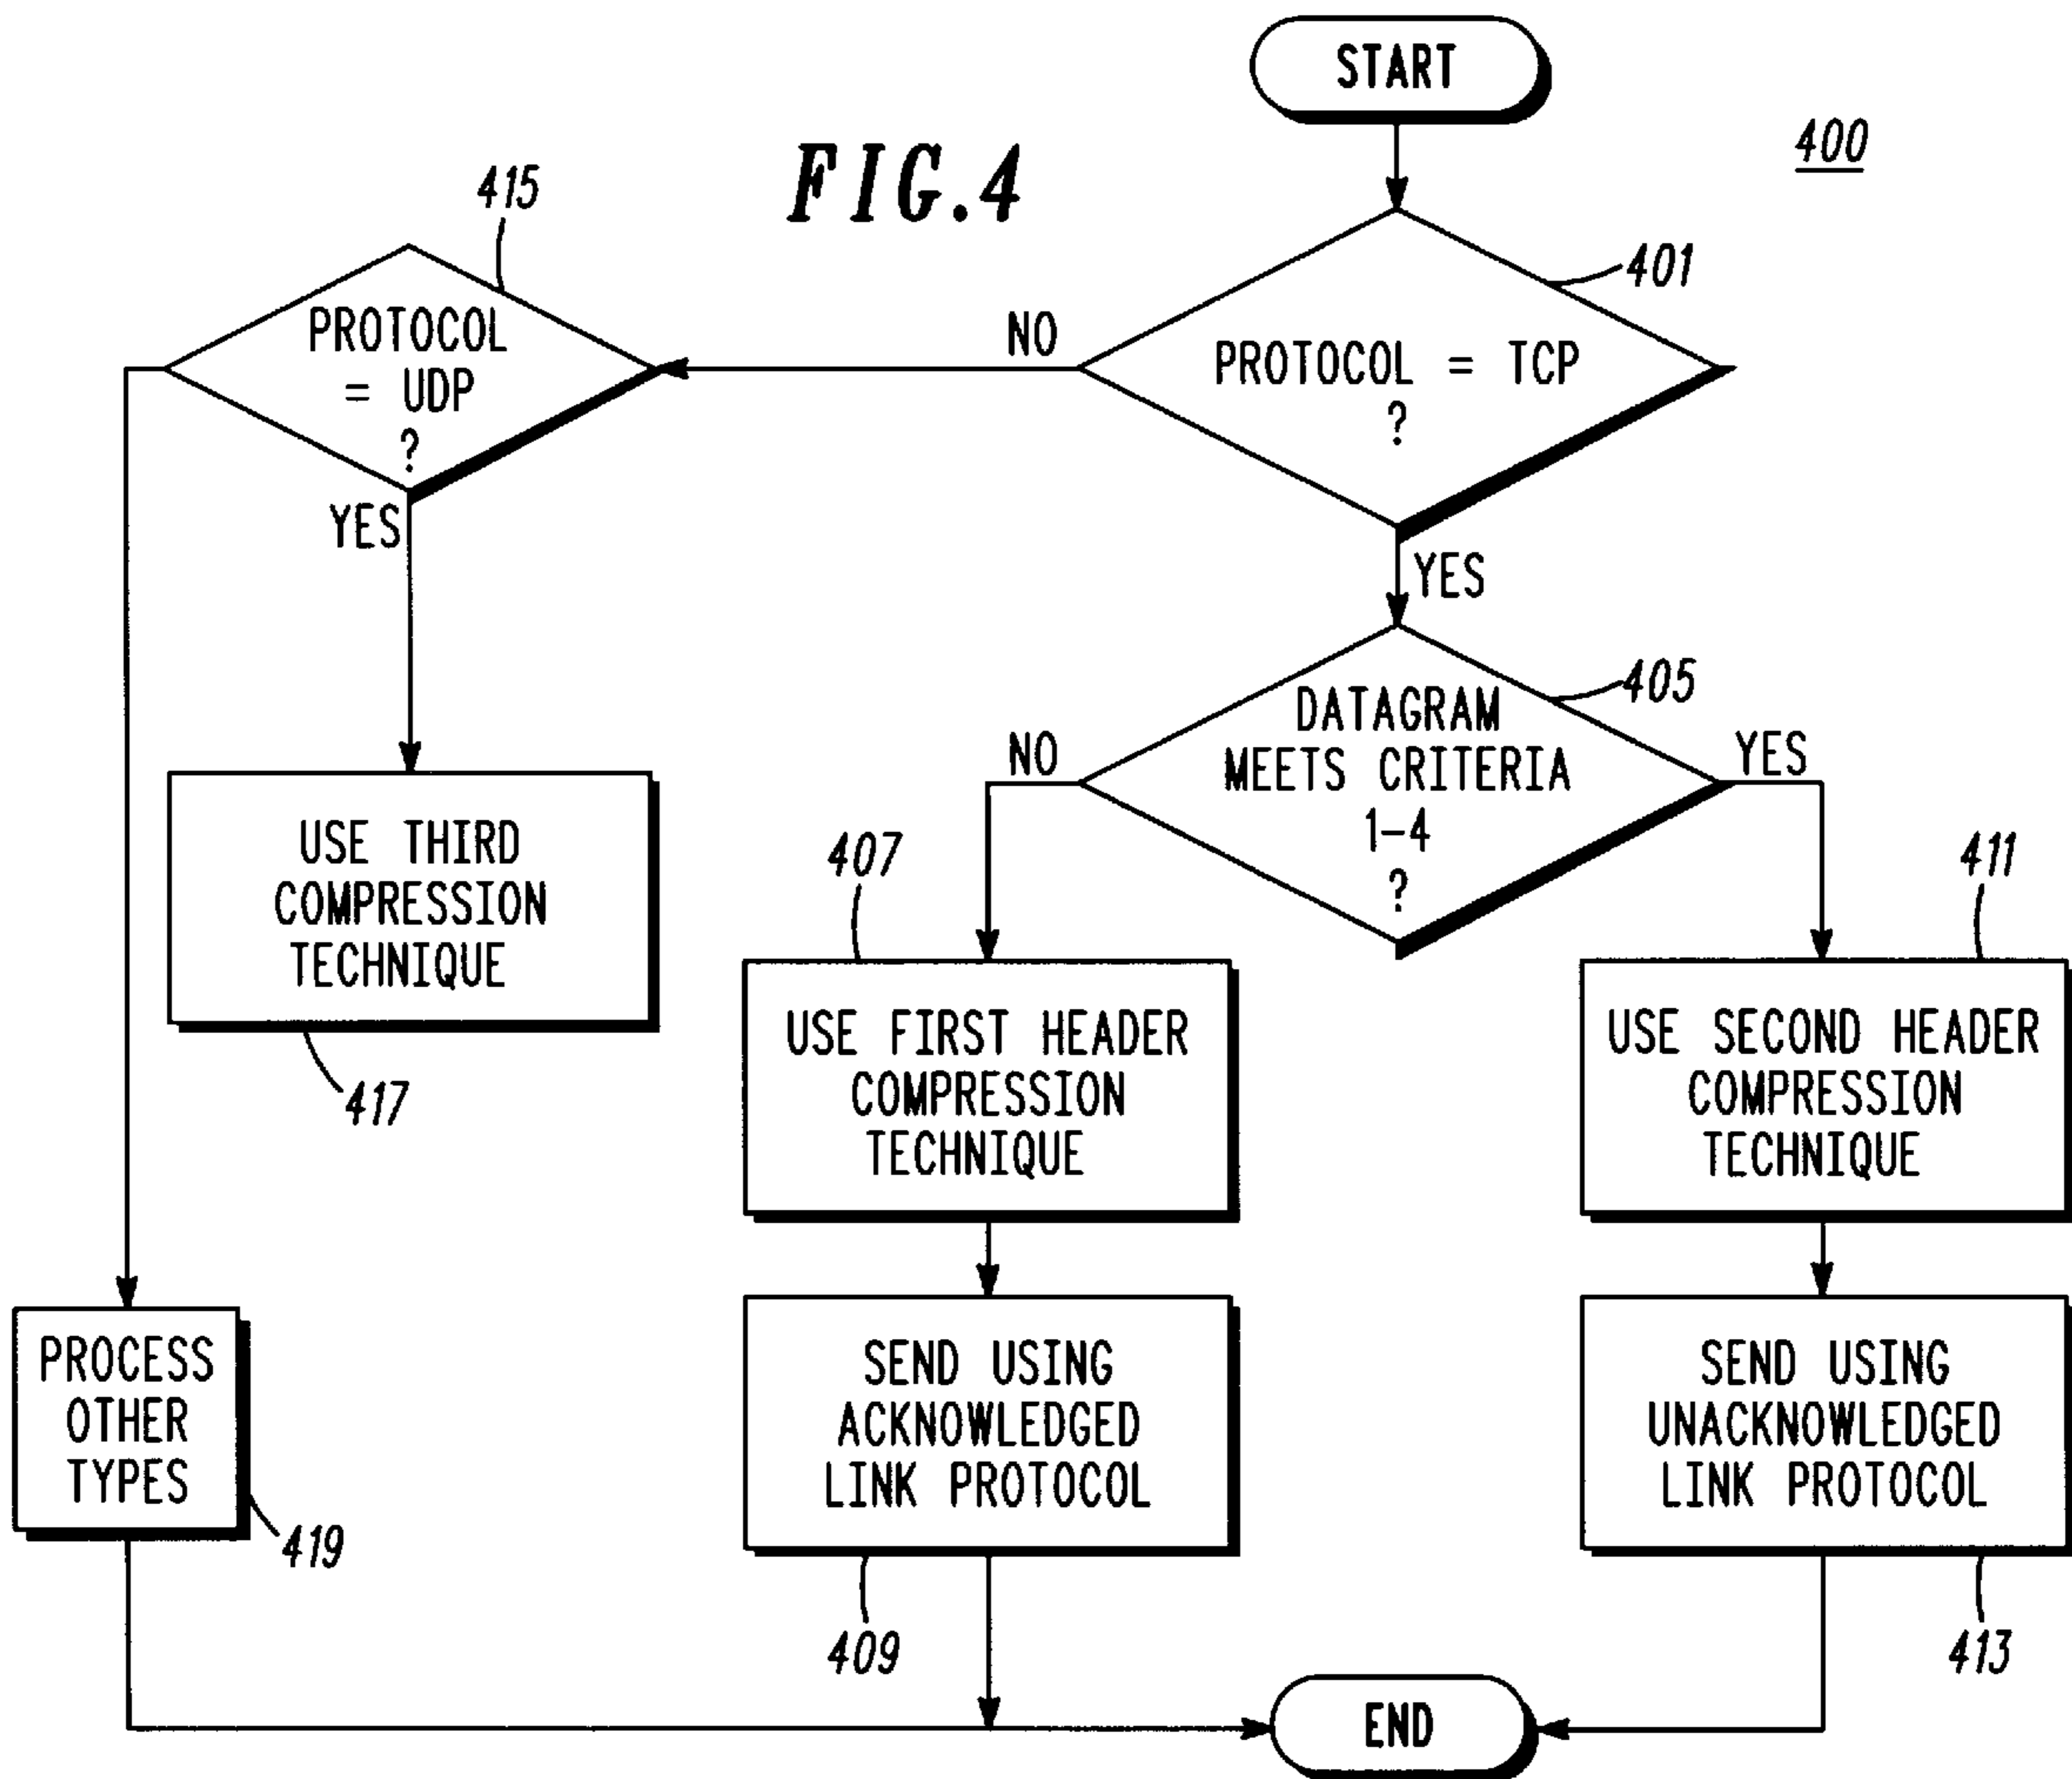 START
FIG.4
400
415
401
PROTOCOL
= UDP
?
NO
PROTOCOL = TCP
?
YES
YES
405
DATAGRAM
MEETS CRITERIA
1-4
?
NO
YES
USE THIRD
COMPRESSION
TECHNIQUE
417
407
USE FIRST HEADER
COMPRESSION
TECHNIQUE
411
USE SECOND HEADER
COMPRESSION
TECHNIQUE
PROCESS
OTHER
TYPES
419
SEND USING
ACKNOWLEDGED
LINK PROTOCOL
409
SEND USING
UNACKNOWLEDGED
LINK PROTOCOL
413
END